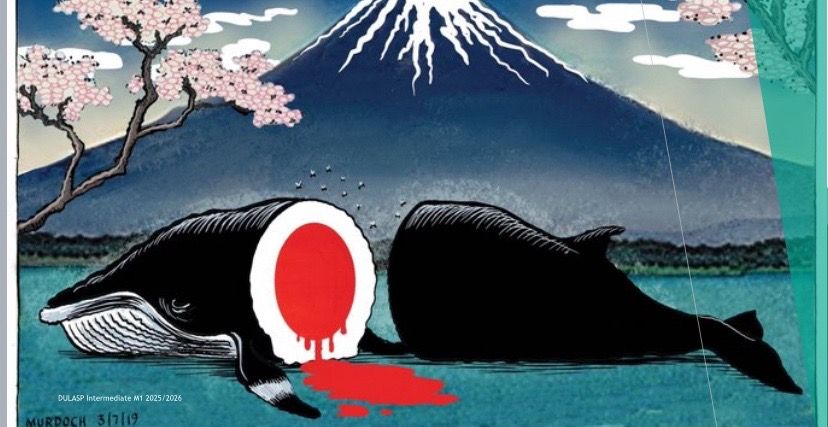 DULASP Intermediate M1 2025/2026
MURDOCH 3/7/19